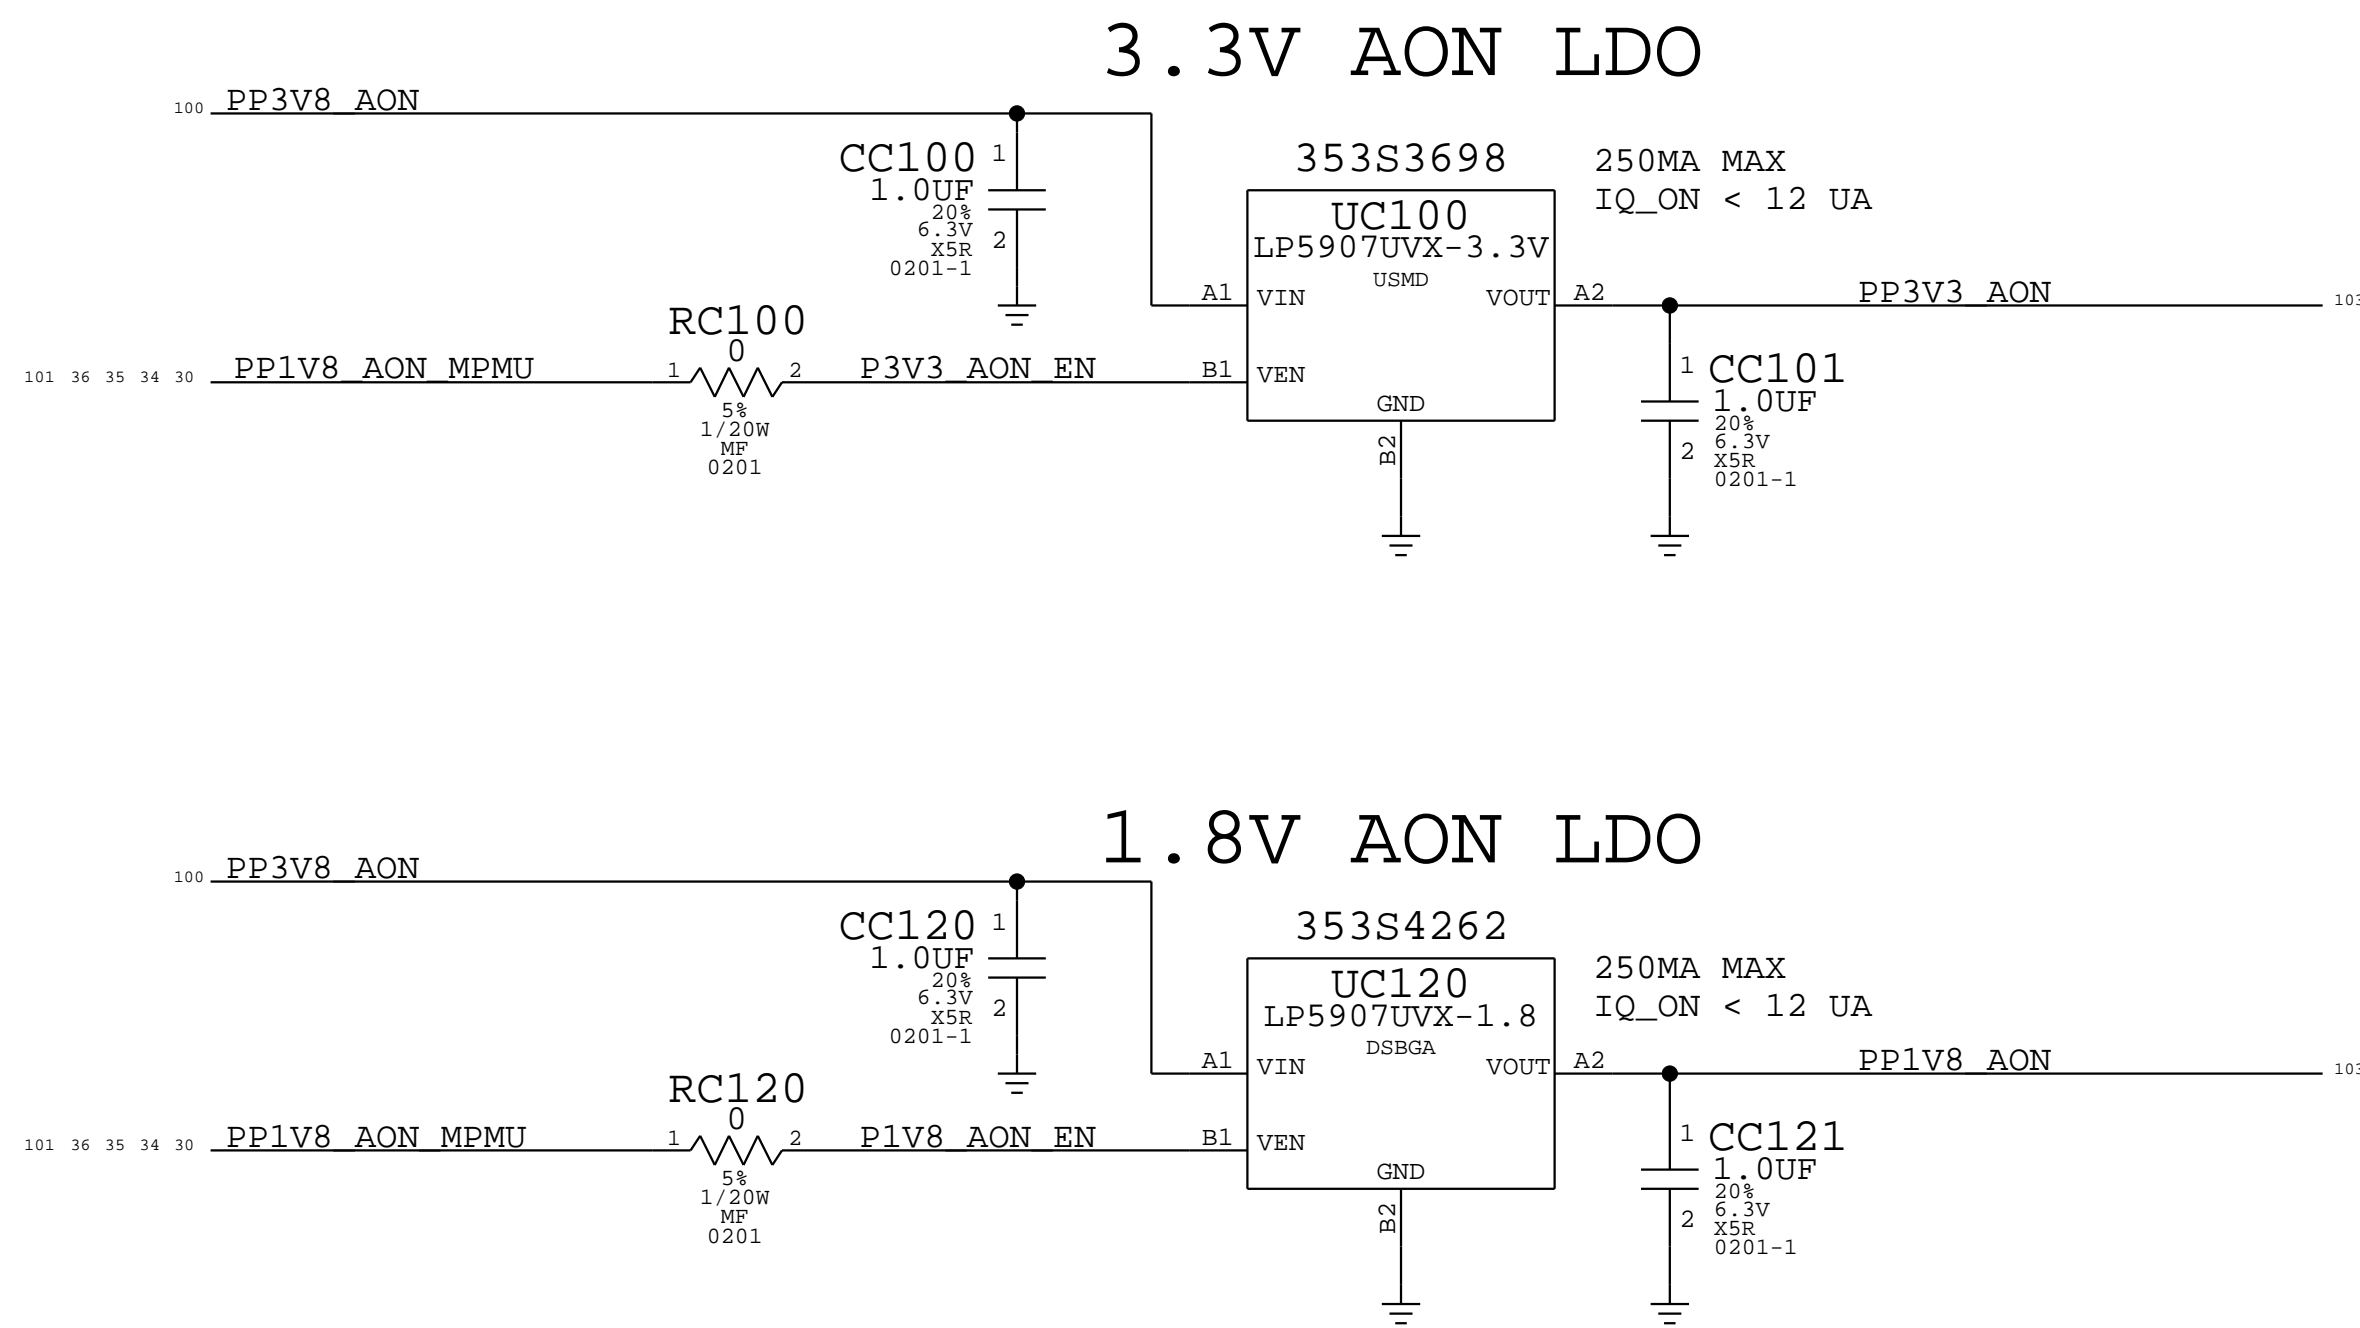 3.3V AON LDO
100 PP3V8_AON
CC100 1
1.0UF
20%
6.3V
X5R 2
0201-1
353S3698
250MA MAX
IQ_ON < 12 UA
UC100
LP5907UVX-3.3V
USMD
A1 VIN VOUT A2 PP3V3_AON 103
RC100
0
101 36 35 34 30 PP1V8_AON_MPMU 1 2 P3V3_AON_EN B1 VEN
5%
1/20W
MF
0201
GND
B2
1 CC101
1.0UF
20%
6.3V
2 X5R
0201-1
1.8V AON LDO
100 PP3V8_AON
CC120 1
1.0UF
20%
6.3V
X5R 2
0201-1
353S4262
250MA MAX
IQ_ON < 12 UA
UC120
LP5907UVX-1.8
DSBGA
A1 VIN VOUT A2 PP1V8_AON 103
RC120
0
101 36 35 34 30 PP1V8_AON_MPMU 1 2 P1V8_AON_EN B1 VEN
5%
1/20W
MF
0201
GND
B2
1 CC121
1.0UF
20%
6.3V
2 X5R
0201-1